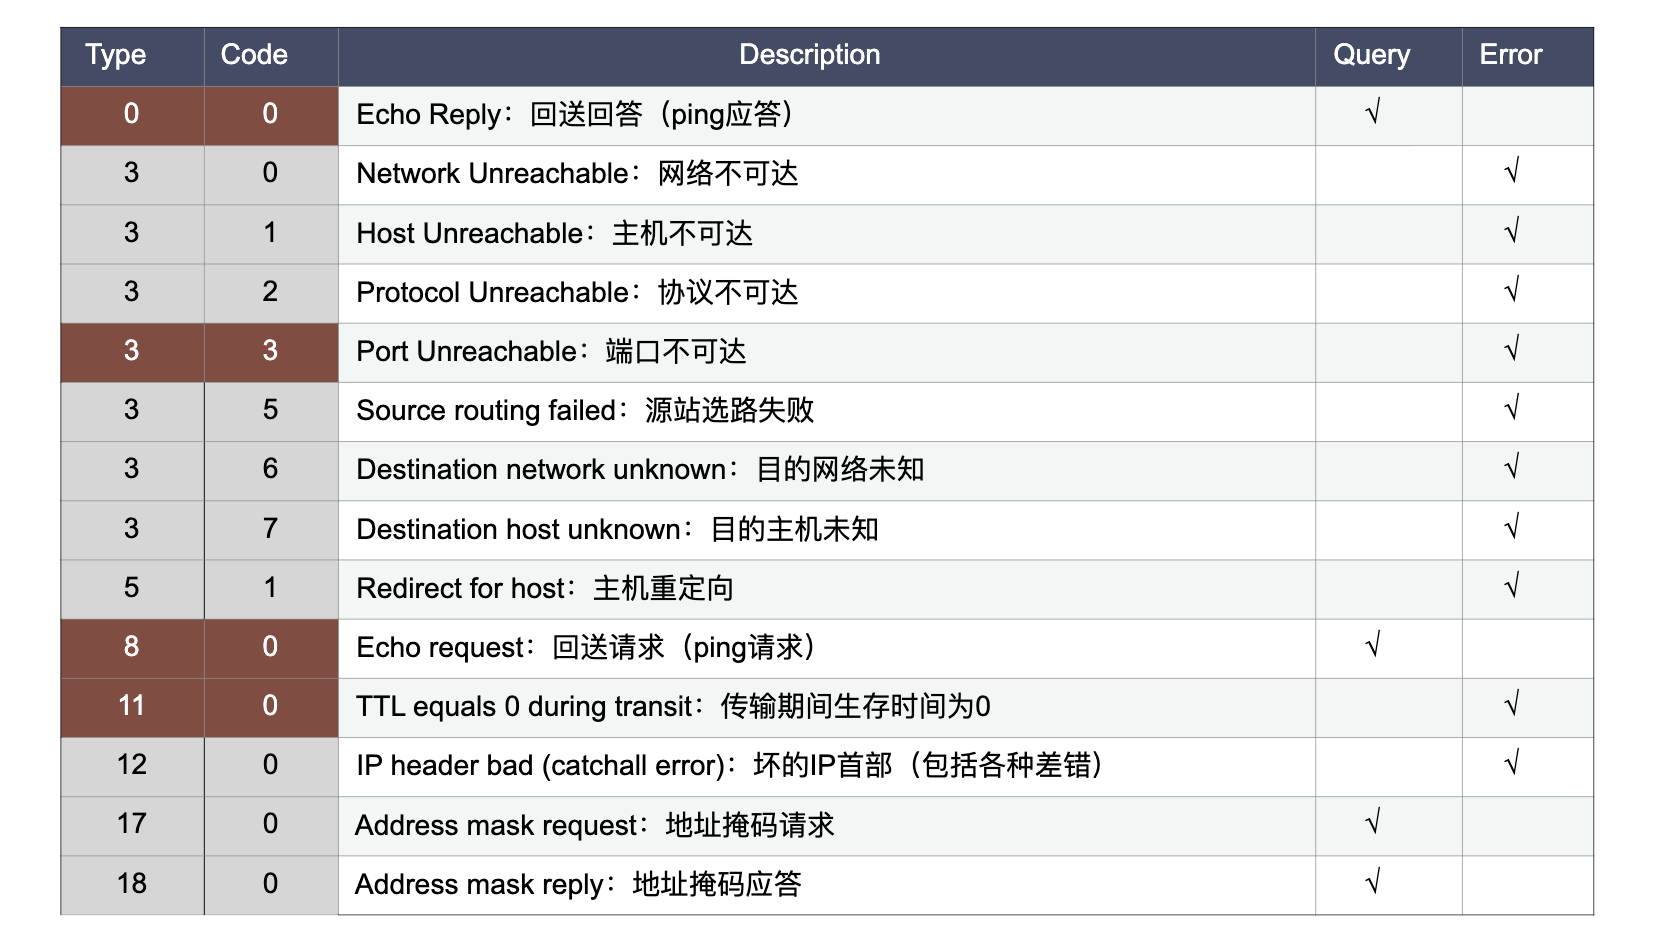 Type Code Description Query Error
0 0 Echo Reply：回送回答（ping应答） √
3 0 Network Unreachable：网络不可达 √
3 1 Host Unreachable：主机不可达 √
3 2 Protocol Unreachable：协议不可达 √
3 3 Port Unreachable：端口不可达 √
3 5 Source routing failed：源站选路失败 √
3 6 Destination network unknown：目的网络未知 √
3 7 Destination host unknown：目的主机未知 √
5 1 Redirect for host：主机重定向 √
8 0 Echo request：回送请求（ping请求） √
11 0 TTL equals 0 during transit：传输期间生存时间为0 √
12 0 IP header bad (catchall error)：坏的IP首部（包括各种差错） √
17 0 Address mask request：地址掩码请求 √
18 0 Address mask reply：地址掩码应答 √